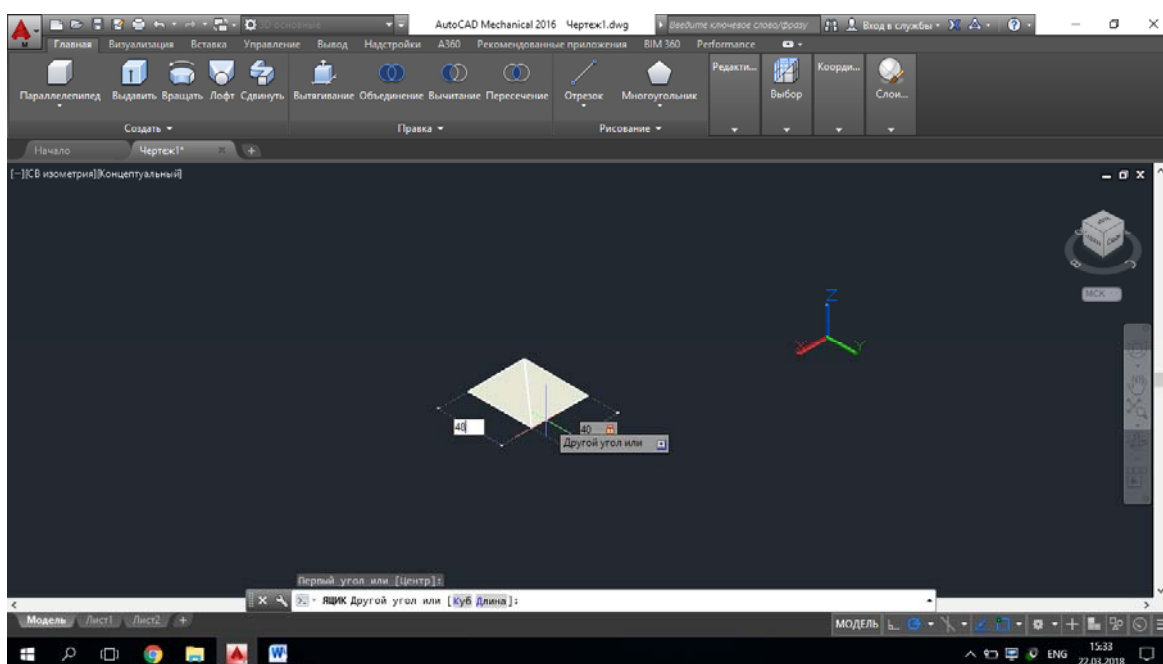 3D основные
AutoCAD Mechanical 2016 Чертеж1.dwg
Введите ключевое слово/фразу
Вход в службы
Главная Визуализация Вставка Управление Вывод Надстройки A360 Рекомендованные приложения BIM 360 Performance
Параллелепипед Выдавить Вращать Лофт Сдвинуть Вытягивание Объединение Вычитание Пересечение Отрезок Многоугольник Редакти... Выбор Коорди... Слои...
Создать Правка Рисование
Начало Чертеж1* +
[−][СВ изометрия][Концептуальный]
МСК
Z
X Y
48 40
Другой угол или
Первый угол или [Центр]:
ЯЩИК Другой угол или [Куб Длина]:
Модель Лист1 Лист2 +
МОДЕЛЬ
ENG 15:33
22.03.2018